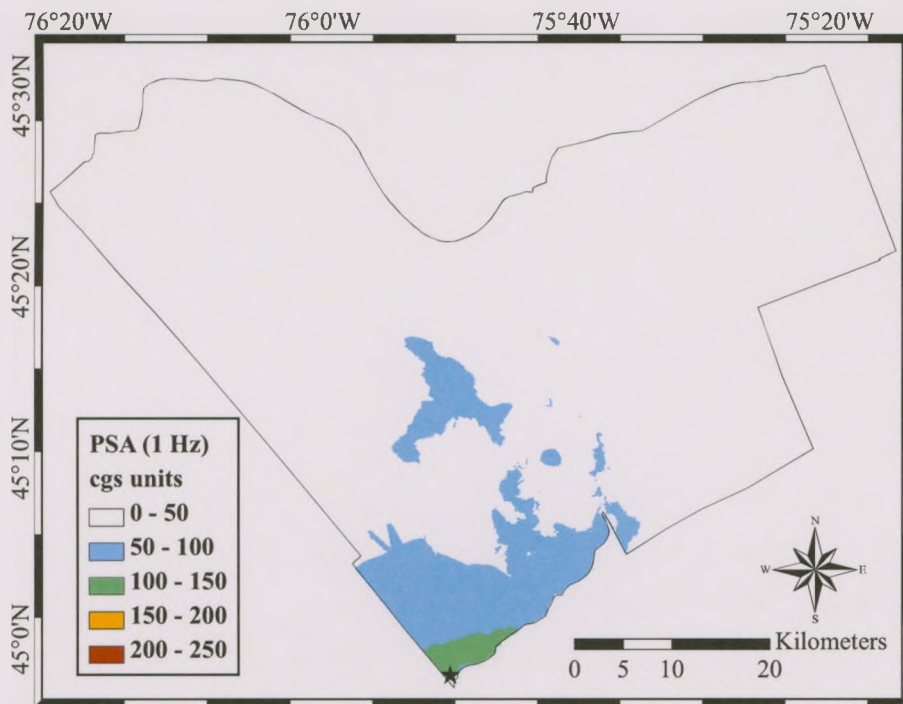 76°20'W 76°0'W 75°40'W 75°20'W
45°30'N
45°20'N
45°10'N
45°0'N
PSA (1 Hz)
cgs units
0 - 50
50 - 100
100 - 150
150 - 200
200 - 250
N
W E
S
Kilometers
0 5 10 20